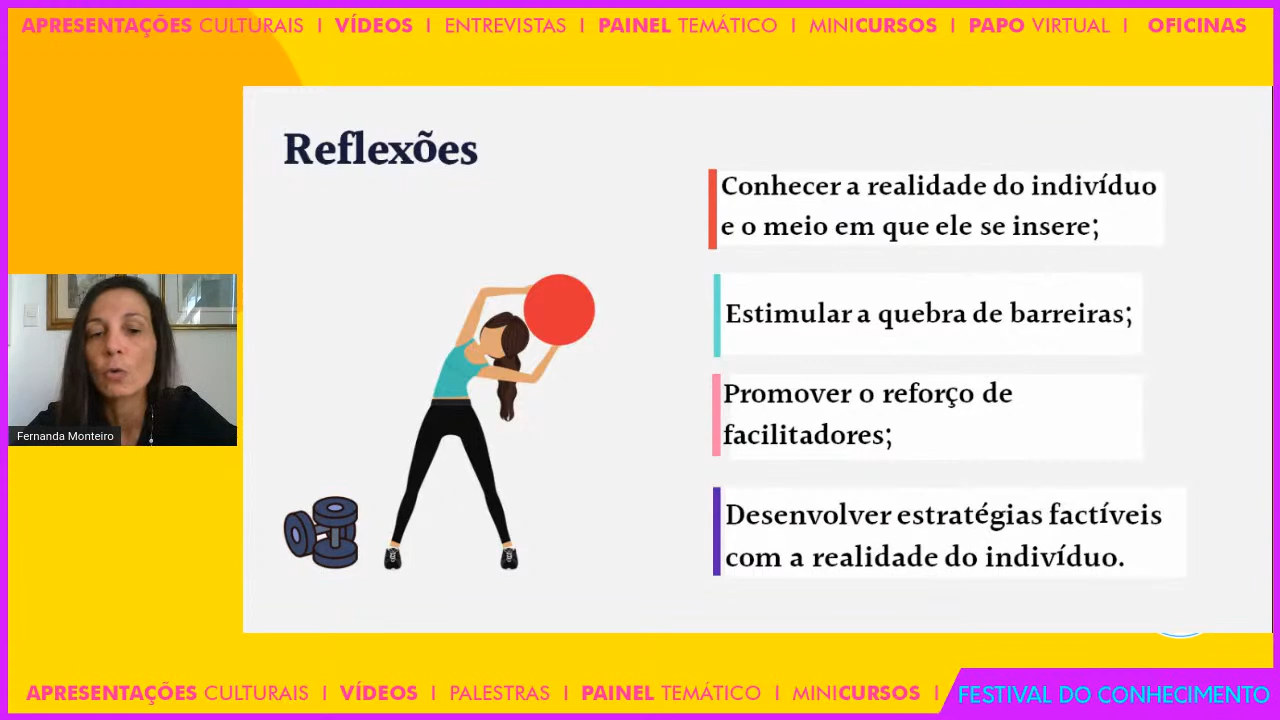 APRESENTAÇÕES CULTURAIS I VÍDEOS I ENTREVISTAS I PAINEL TEMÁTICO I MINICURSOS I PAPO VIRTUAL I OFICINAS
Reflexões
Conhecer a realidade do indivíduo
e o meio em que ele se insere;
Estimular a quebra de barreiras;
Promover o reforço de
facilitadores;
Desenvolver estratégias factíveis
com a realidade do indivíduo.
Fernanda Monteiro
APRESENTAÇÕES CULTURAIS I VÍDEOS I PALESTRAS I PAINEL TEMÁTICO I MINICURSOS I
FESTIVAL DO CONHECIMENTO